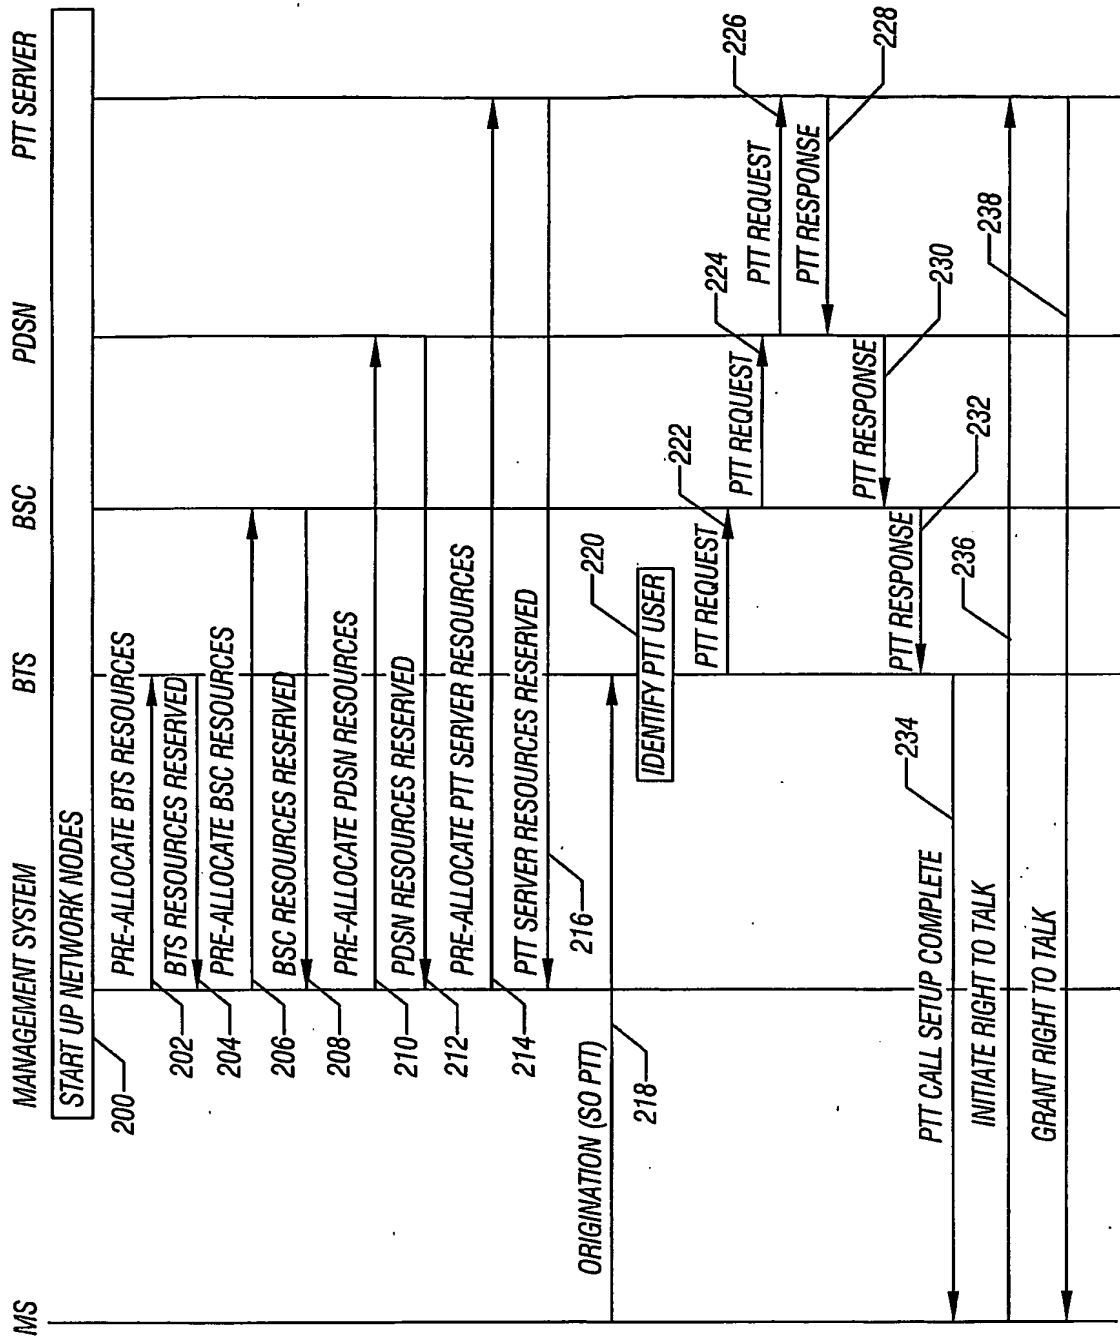 MS
MANAGEMENT SYSTEM
BTS
BSC
PDSN
PTT SERVER
START UP NETWORK NODES
200
PRE-ALLOCATE BTS RESOURCES
202
BTS RESOURCES RESERVED
204
PRE-ALLOCATE BSC RESOURCES
206
BSC RESOURCES RESERVED
208
PRE-ALLOCATE PDSN RESOURCES
210
PDSN RESOURCES RESERVED
212
PRE-ALLOCATE PTT SERVER RESOURCES
214
PTT SERVER RESOURCES RESERVED
216
ORIGINATION (SO PTT)
218
220
IDENTIFY PTT USER
PTT REQUEST
222
PTT REQUEST
224
PTT REQUEST
226
PTT RESPONSE
228
PTT RESPONSE
230
PTT RESPONSE
232
PTT CALL SETUP COMPLETE
234
INITIATE RIGHT TO TALK
236
GRANT RIGHT TO TALK
238